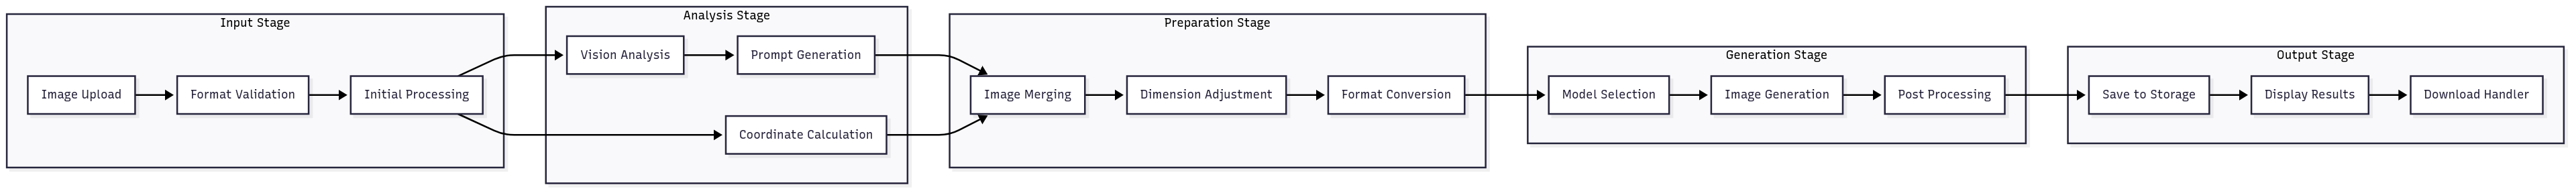 Input Stage
Image Upload
Format Validation
Initial Processing
Analysis Stage
Vision Analysis
Prompt Generation
Coordinate Calculation
Preparation Stage
Image Merging
Dimension Adjustment
Format Conversion
Generation Stage
Model Selection
Image Generation
Post Processing
Output Stage
Save to Storage
Display Results
Download Handler